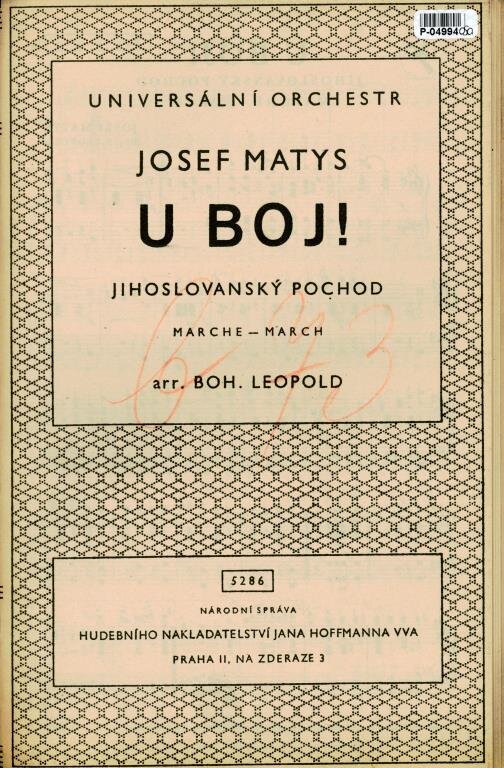 P-0499400
UNIVERSÁLNÍ ORCHESTR
JOSEF MATYS
U BOJ!
JIHOSLOVANSKÝ POCHOD
MARCHE – MARCH
arr. BOH. LEOPOLD
5286
NÁRODNÍ SPRÁVA
HUDEBNÍHO NAKLADATELSTVÍ JANA HOFFMANNA VVA
PRAHA II, NA ZDERAZE 3